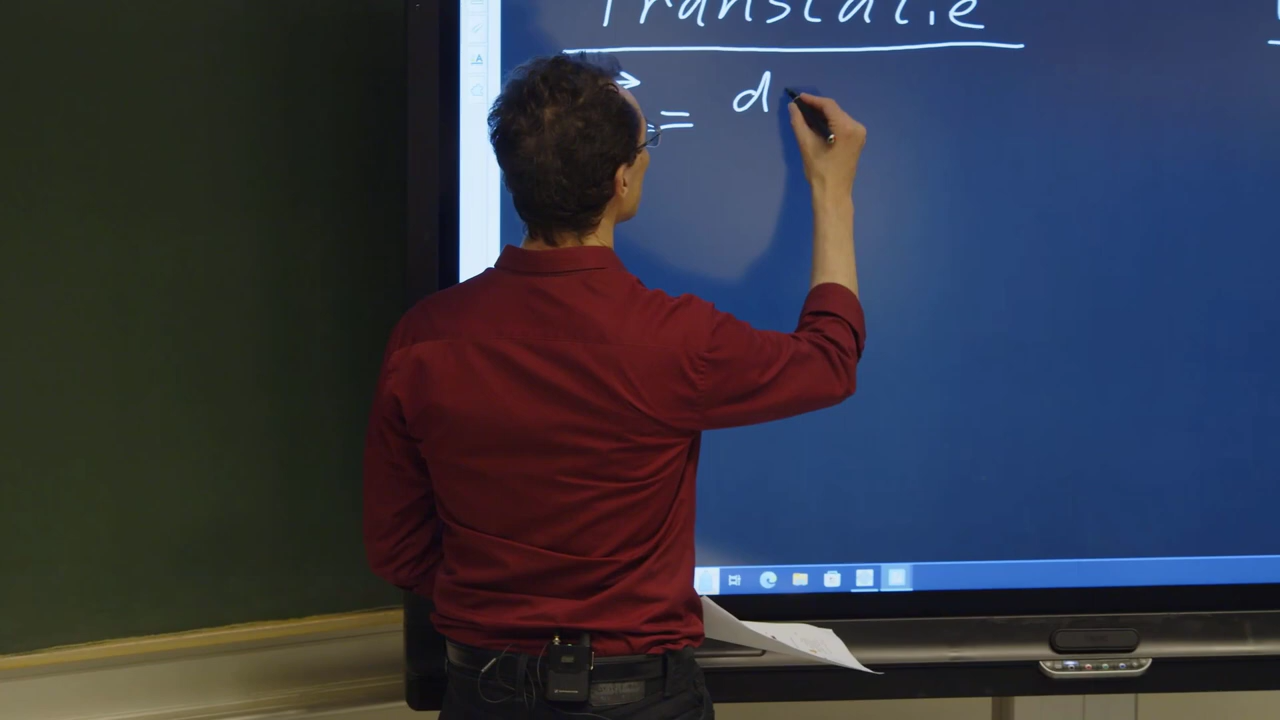 Translatie
→ = d